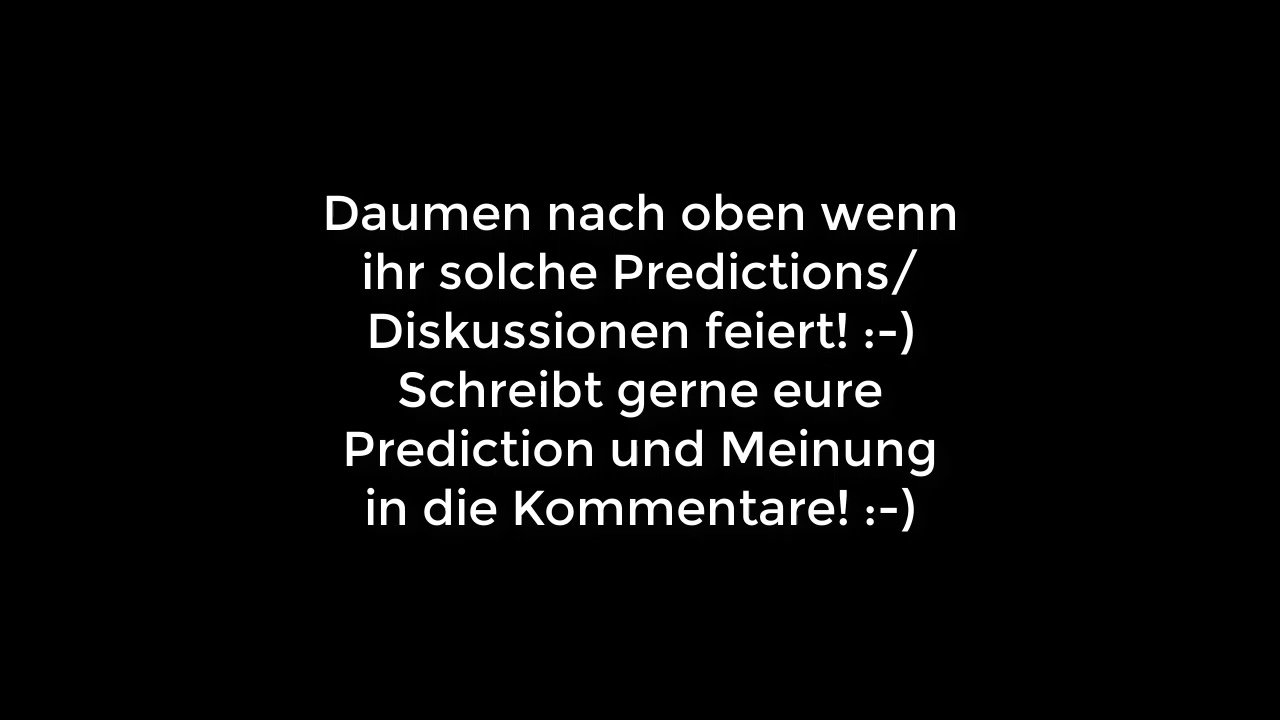 Daumen nach oben wenn
ihr solche Predictions/
Diskussionen feiert! :-)
Schreibt gerne eure
Prediction und Meinung
in die Kommentare! :-)